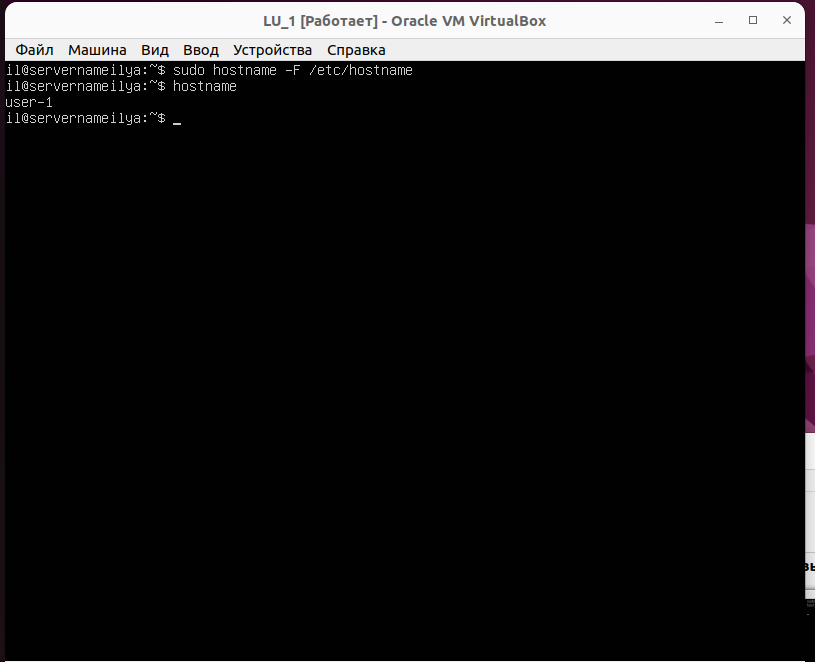 LU_1 [Работает] - Oracle VM VirtualBox
Файл Машина Вид Ввод Устройства Справка
il@servernameilya:~$ sudo hostname -F /etc/hostname
il@servernameilya:~$ hostname
user-1
il@servernameilya:~$ _